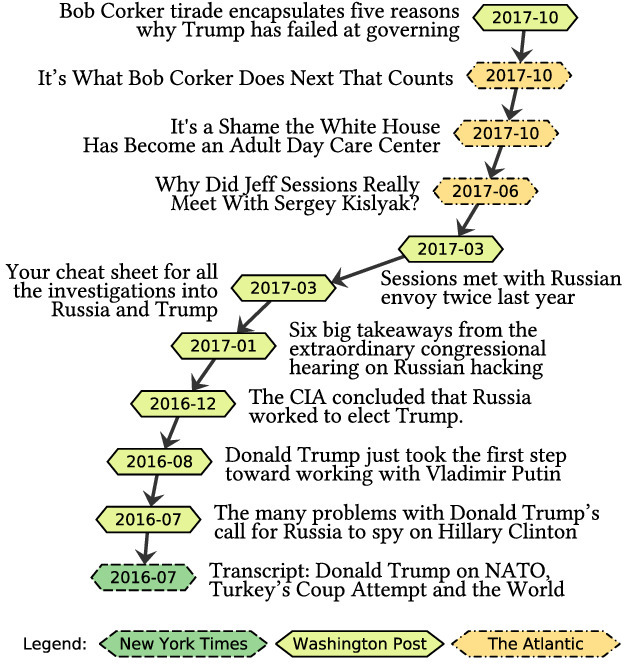 Bob Corker tirade encapsulates five reasons
why Trump has failed at governing
2017-10
It’s What Bob Corker Does Next That Counts
2017-10
It's a Shame the White House
Has Become an Adult Day Care Center
2017-10
Why Did Jeff Sessions Really
Meet With Sergey Kislyak?
2017-06
2017-03
Sessions met with Russian
envoy twice last year
Your cheat sheet for all
the investigations into
Russia and Trump
2017-03
2017-01
Six big takeaways from the
extraordinary congressional
hearing on Russian hacking
2016-12
The CIA concluded that Russia
worked to elect Trump.
2016-08
Donald Trump just took the first step
toward working with Vladimir Putin
2016-07
The many problems with Donald Trump’s
call for Russia to spy on Hillary Clinton
2016-07
Transcript: Donald Trump on NATO,
Turkey’s Coup Attempt and the World
Legend: New York Times Washington Post The Atlantic